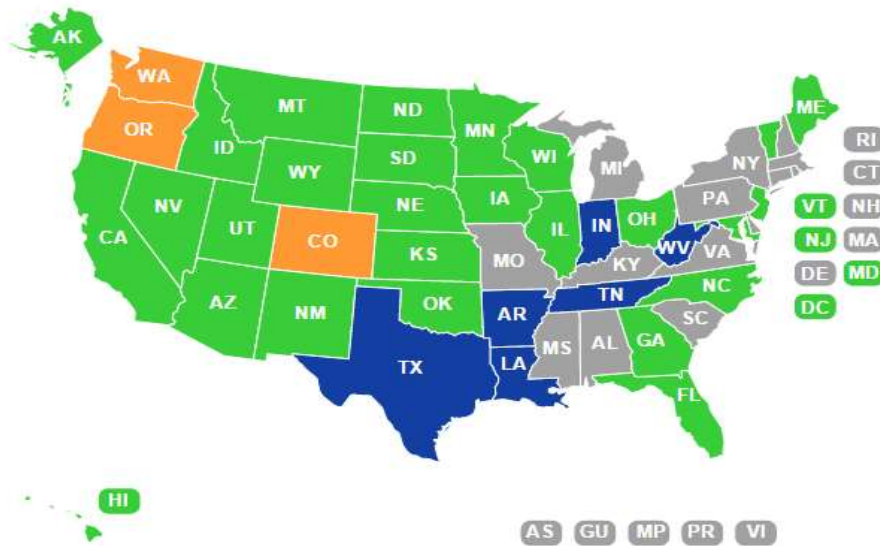 AK
WA
MT
ND
MN
ME
OR
ID
WY
SD
WI
MI
NY
RI
CT
NV
UT
NE
IA
IL
IN
OH
PA
VT
NH
CA
CO
KS
MO
KY
WV
VA
NJ
MA
AZ
NM
OK
AR
TN
NC
DE
MD
TX
LA
MS
AL
GA
SC
DC
FL
HI
AS
GU
MP
PR
VI